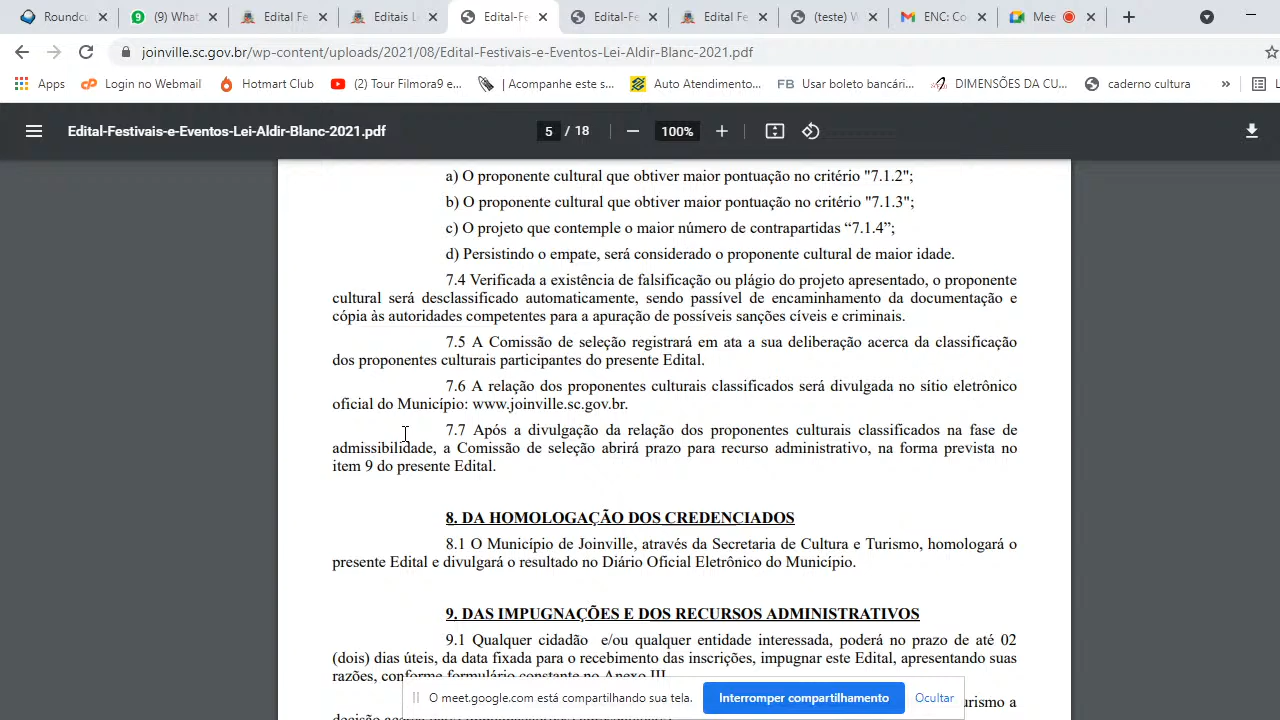 Roundcu
(9) What
Edital Fe
Editais L
Edital-Fe
Edital-Fe
Edital Fe
(teste) W
ENC: Co
Mee
joinville.sc.gov.br/wp-content/uploads/2021/08/Edital-Festivais-e-Eventos-Lei-Aldir-Blanc-2021.pdf
Apps Login no Webmail Hotmart Club (2) Tour Filmora9 e... | Acompanhe este s... Auto Atendimento... FB Usar boleto bancári... DIMENSÕES DA CU... caderno cultura »
Edital-Festivais-e-Eventos-Lei-Aldir-Blanc-2021.pdf 5 / 18 100%
a) O proponente cultural que obtiver maior pontuação no critério "7.1.2";
b) O proponente cultural que obtiver maior pontuação no critério "7.1.3";
c) O projeto que contemple o maior número de contrapartidas “7.1.4”;
d) Persistindo o empate, será considerado o proponente cultural de maior idade.
7.4 Verificada a existência de falsificação ou plágio do projeto apresentado, o proponente
cultural será desclassificado automaticamente, sendo passível de encaminhamento da documentação e
cópia às autoridades competentes para a apuração de possíveis sanções cíveis e criminais.
7.5 A Comissão de seleção registrará em ata a sua deliberação acerca da classificação
dos proponentes culturais participantes do presente Edital.
7.6 A relação dos proponentes culturais classificados será divulgada no sítio eletrônico
oficial do Município: www.joinville.sc.gov.br.
7.7 Após a divulgação da relação dos proponentes culturais classificados na fase de
admissibilidade, a Comissão de seleção abrirá prazo para recurso administrativo, na forma prevista no
item 9 do presente Edital.
8. DA HOMOLOGAÇÃO DOS CREDENCIADOS
8.1 O Município de Joinville, através da Secretaria de Cultura e Turismo, homologará o
presente Edital e divulgará o resultado no Diário Oficial Eletrônico do Município.
9. DAS IMPUGNAÇÕES E DOS RECURSOS ADMINISTRATIVOS
9.1 Qualquer cidadão e/ou qualquer entidade interessada, poderá no prazo de até 02
(dois) dias úteis, da data fixada para o recebimento das inscrições, impugnar este Edital, apresentando suas
razões, conforme formulário constante no Anexo III
O meet.google.com está compartilhando sua tela. Interromper compartilhamento Ocultar
urismo a